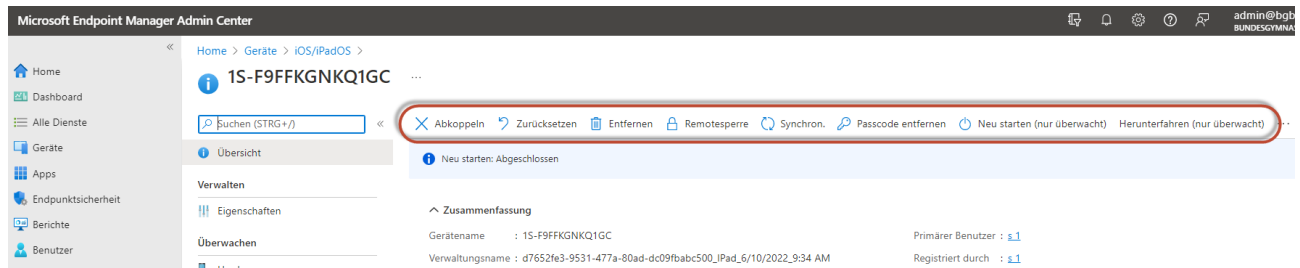 Microsoft Endpoint Manager Admin Center
admin@bgb
BUNDESGYMNAS
«
Home > Geräte > iOS/iPadOS >
1S-F9FFKGNKQ1GC ...
Home
Dashboard
Alle Dienste
Geräte
Apps
Endpunktsicherheit
Berichte
Benutzer
Suchen (STRG+/) «
Übersicht
Verwalten
Eigenschaften
Überwachen
Abkoppeln Zurücksetzen Entfernen Remotesperre Synchron. Passcode entfernen Neu starten (nur überwacht) Herunterfahren (nur überwacht) ...
Neu starten: Abgeschlossen
Zusammenfassung
Gerätename : 1S-F9FFKGNKQ1GC Primärer Benutzer : s 1
Verwaltungsname : d7652fe3-9531-477a-80ad-dc09fbabc500_IPad_6/10/2022_9:34 AM Registriert durch : s 1